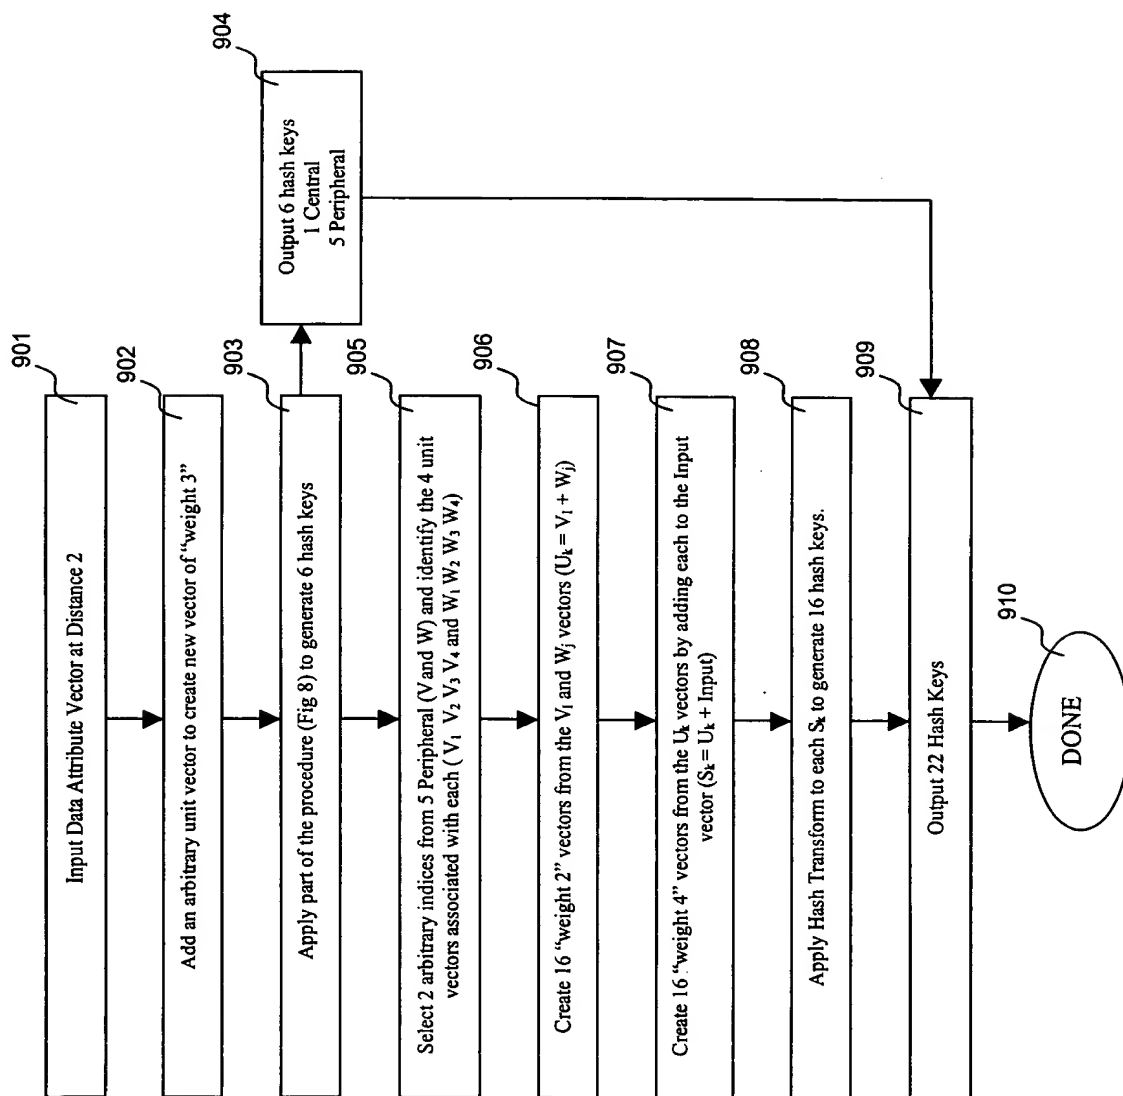 901
Input Data Attribute Vector at Distance 2
902
Add an arbitrary unit vector to create new vector of “weight 3”
903
Apply part of the procedure (Fig 8) to generate 6 hash keys
904
Output 6 hash keys
1 Central
5 Peripheral
905
Select 2 arbitrary indices from 5 Peripheral (V and W) and identify the 4 unit
vectors associated with each ( V₁ V₂ V₃ V₄ and W₁ W₂ W₃ W₄)
906
Create 16 “weight 2” vectors from the Vᵢ and Wⱼ vectors (Uₖ = Vᵢ + Wⱼ)
907
Create 16 “weight 4” vectors from the Uₖ vectors by adding each to the Input
vector (Sₖ = Uₖ + Input)
908
Apply Hash Transform to each Sₖ to generate 16 hash keys.
909
Output 22 Hash Keys
910
DONE